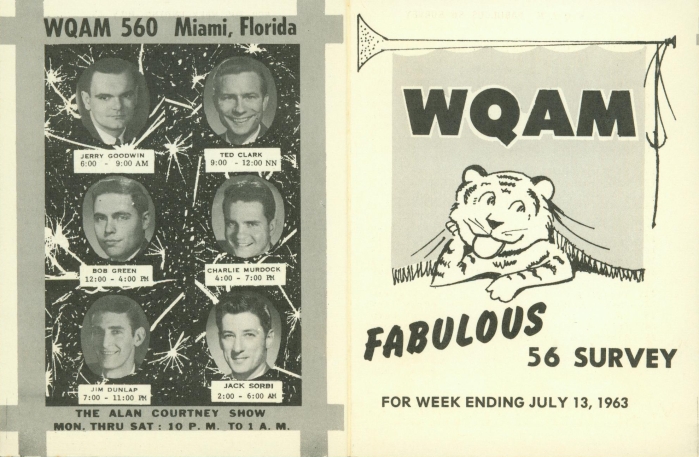 WQAM 560 Miami, Florida
JERRY GOODWIN
6:00 - 9:00 AM
TED CLARK
9:00 - 12:00 NN
BOB GREEN
12:00 - 4:00 PM
CHARLIE MURDOCK
4:00 - 7:00 PM
JIM DUNLAP
7:00 - 11:00 PM
JACK SORBI
2:00 - 6:00 AM
THE ALAN COURTNEY SHOW
MON. THRU SAT : 10 P. M. TO 1 A. M.
WQAM
FABULOUS
56 SURVEY
FOR WEEK ENDING JULY 13, 1963